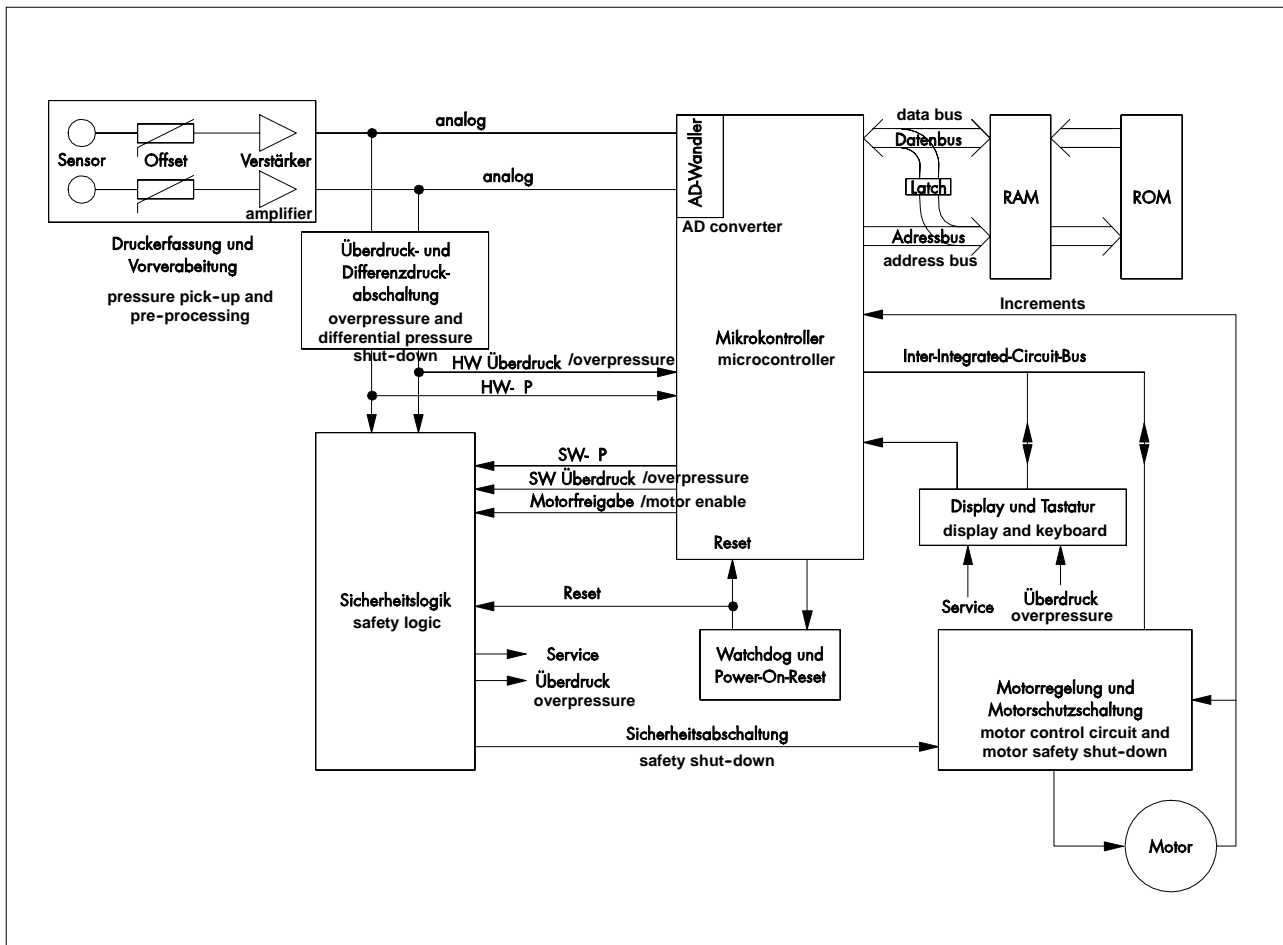 analog
Sensor
Offset
Verstärker
analog
amplifier
Druckerfassung und
Vorverabeitung
pressure pick-up and
pre-processing
Überdruck- und
Differenzdruck-
abschaltung
overpressure and
differential pressure
shut-down
AD-Wandler
AD converter
Mikrokontroller
microcontroller
data bus
Datenbus
Latch
Adressbus
address bus
RAM
ROM
Increments
Inter-Integrated-Circuit-Bus
HW Überdruck /overpressure
HW- P
SW- P
SW Überdruck /overpressure
Motorfreigabe /motor enable
Reset
Reset
Sicherheitslogik
safety logic
Service
Überdruck
overpressure
Watchdog und
Power-On-Reset
Display und Tastatur
display and keyboard
Service
Überdruck
overpressure
Sicherheitsabschaltung
safety shut-down
Motorregelung und
Motorschutzschaltung
motor control circuit and
motor safety shut-down
Motor